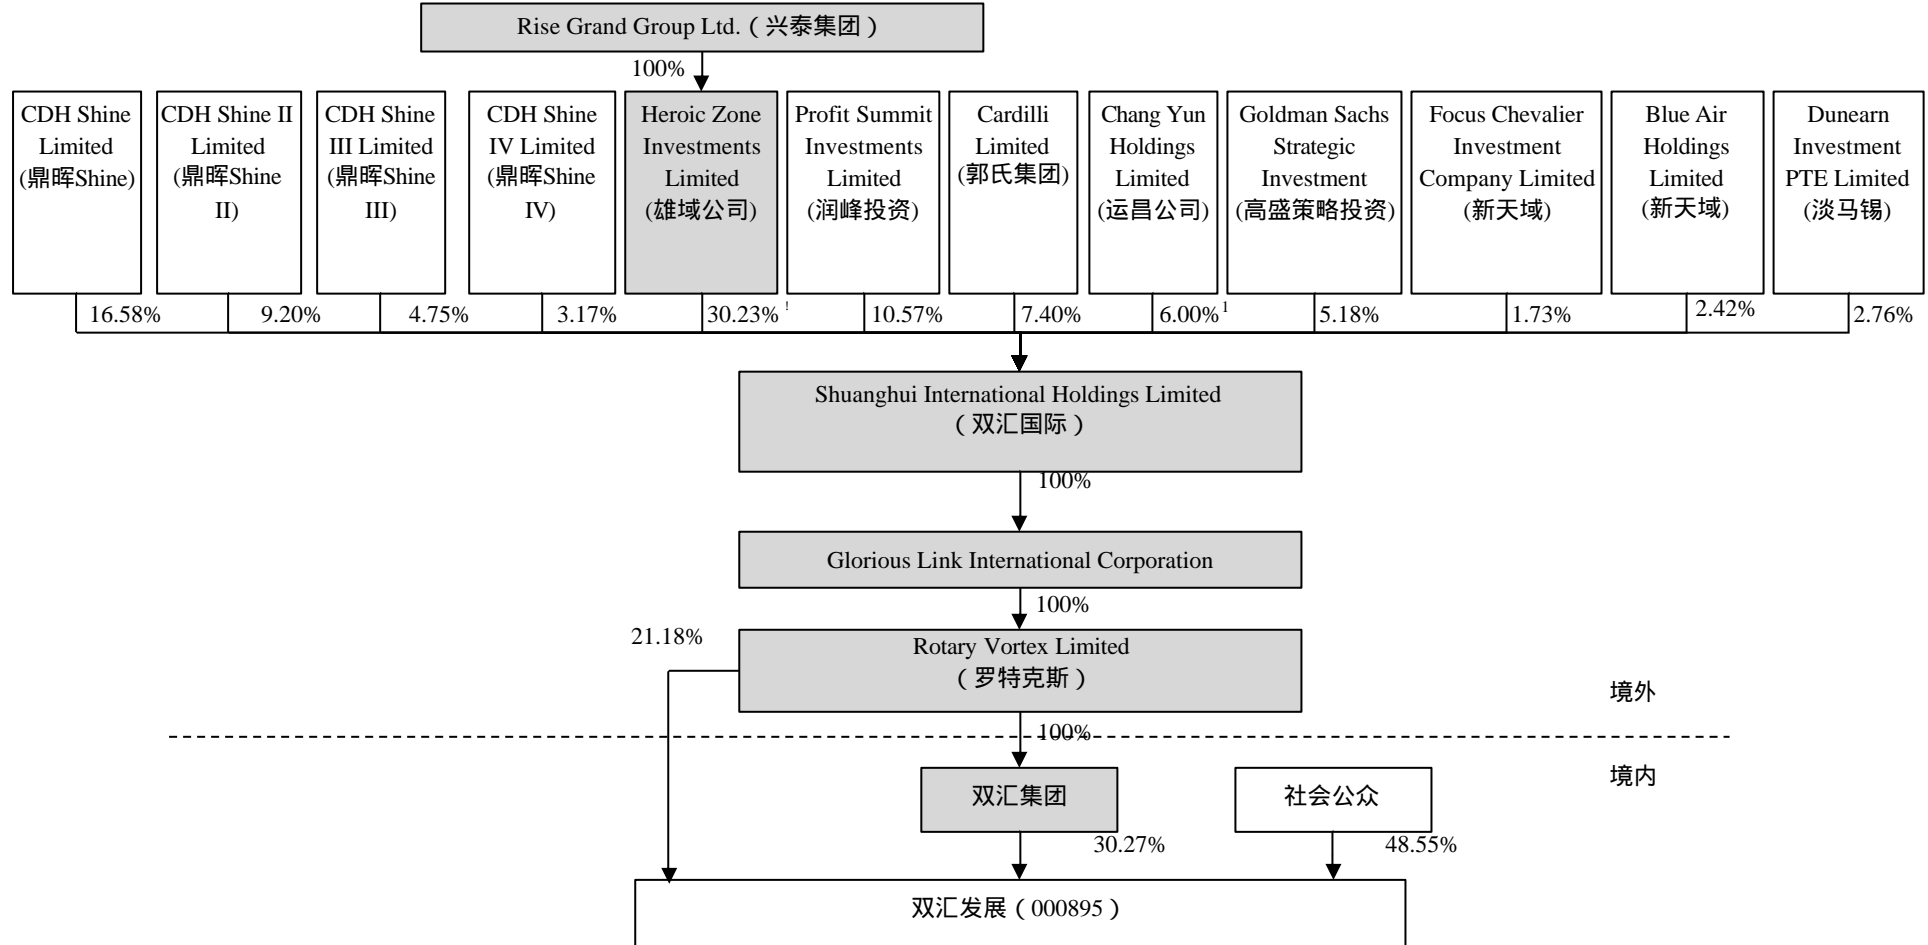 Rise Grand Group Ltd.（兴泰集团）
100%
CDH Shine
Limited
(鼎晖Shine)
CDH Shine II
Limited
(鼎晖Shine
II)
CDH Shine
III Limited
(鼎晖Shine
III)
CDH Shine
IV Limited
(鼎晖Shine
IV)
Heroic Zone
Investments
Limited
(雄域公司)
Profit Summit
Investments
Limited
(润峰投资)
Cardilli
Limited
(郭氏集团)
Chang Yun
Holdings
Limited
(运昌公司)
Goldman Sachs
Strategic
Investment
(高盛策略投资)
Focus Chevalier
Investment
Company Limited
(新天域)
Blue Air
Holdings
Limited
(新天域)
Dunearn
Investment
PTE Limited
(淡马锡)
16.58%
9.20%
4.75%
3.17%
30.23% !
10.57%
7.40%
6.00% 1
5.18%
1.73%
2.42%
2.76%
Shuanghui International Holdings Limited
（双汇国际）
100%
Glorious Link International Corporation
100%
21.18%
Rotary Vortex Limited
（罗特克斯）
境外
100%
境内
双汇集团
社会公众
30.27%
48.55%
双汇发展（000895）